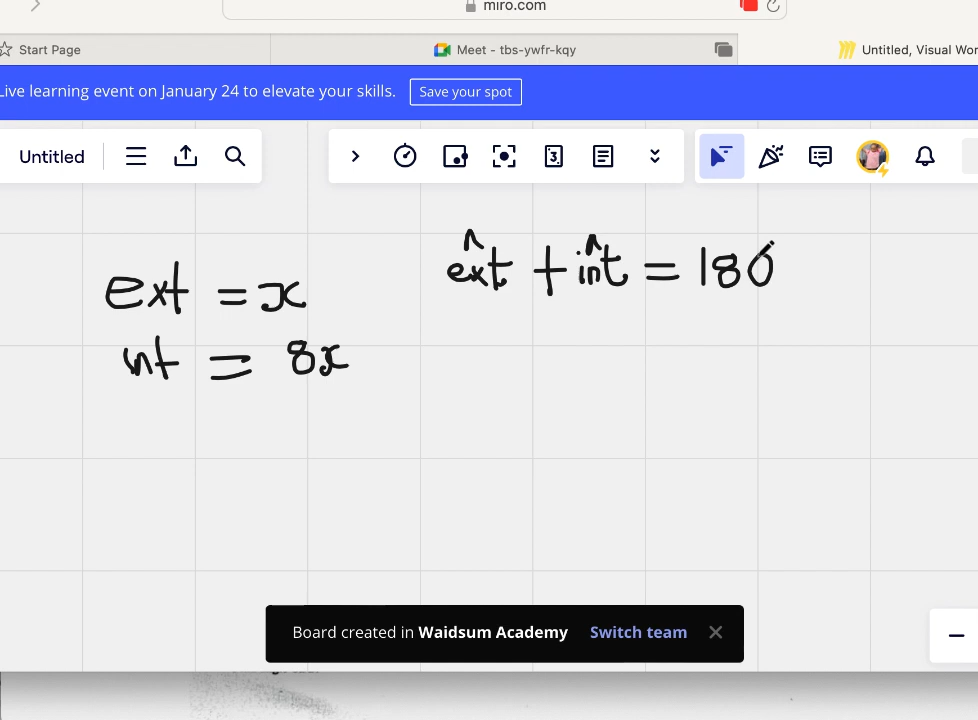 miro.com
Start Page
Meet - tbs-ywfr-kqy
Untitled, Visual Wor
Live learning event on January 24 to elevate your skills. Save your spot
Untitled
3
ext + int = 180
ext = x
int = 8x
Board created in Waidsum Academy Switch team